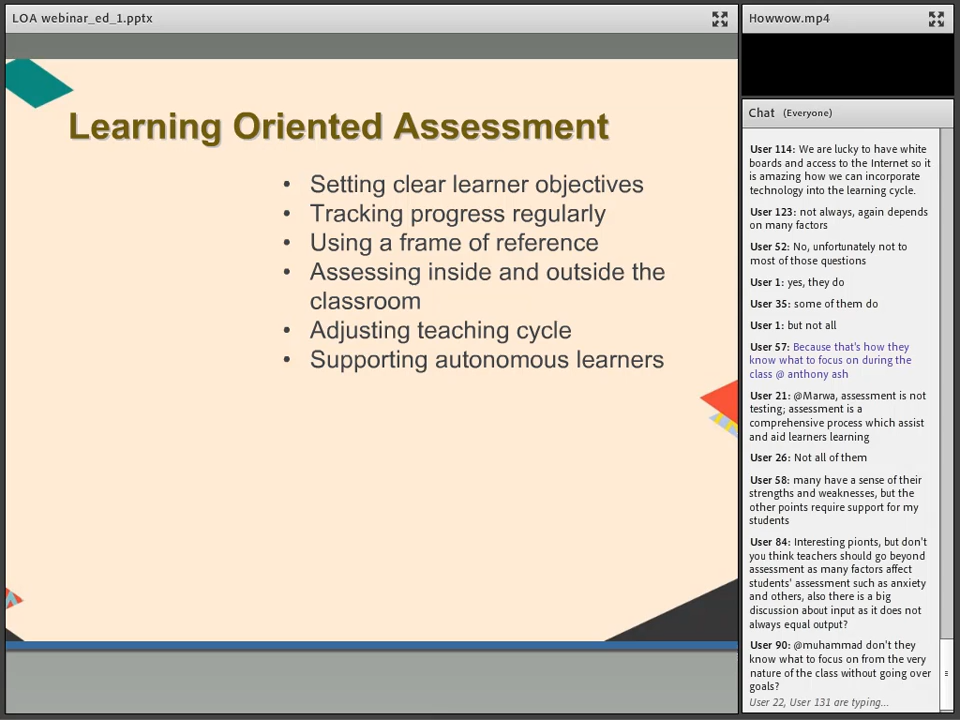 LOA webinar_ed_1.pptx
Learning Oriented Assessment
• Setting clear learner objectives
• Tracking progress regularly
• Using a frame of reference
• Assessing inside and outside the
classroom
• Adjusting teaching cycle
• Supporting autonomous learners
Howwow.mp4
Chat (Everyone)
User 114: We are lucky to have white
boards and access to the Internet so it
is amazing how we can incorporate
technology into the learning cycle.
User 123: not always, again depends
on many factors
User 52: No, unfortunately not to
most of those questions
User 1: yes, they do
User 35: some of them do
User 1: but not all
User 57: Because that's how they
know what to focus on during the
class @ anthony ash
User 21: @Marwa, assessment is not
testing; assessment is a
comprehensive process which assist
and aid learners learning
User 26: Not all of them
User 58: many have a sense of their
strengths and weaknesses, but the
other points require support for my
students
User 84: Interesting pionts, but don't
you think teachers should go beyond
assessment as many factors affect
students' assessment such as anxiety
and others, also there is a big
discussion about input as it does not
always equal output?
User 90: @muhammad don't they
know what to focus on from the very
nature of the class without going over
goals?
User 22, User 131 are typing...